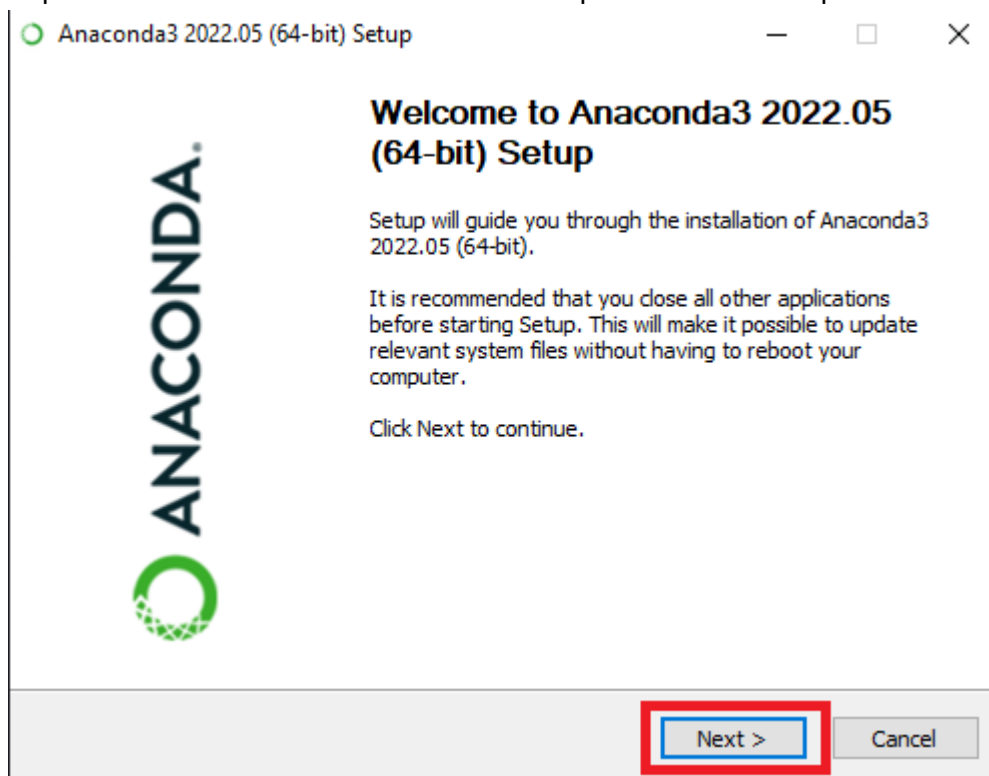 Anaconda3 2022.05 (64-bit) Setup
Welcome to Anaconda3 2022.05
(64-bit) Setup
Setup will guide you through the installation of Anaconda3
2022.05 (64-bit).
It is recommended that you close all other applications
before starting Setup. This will make it possible to update
relevant system files without having to reboot your
computer.
Click Next to continue.
ANACONDA.
Next >
Cancel